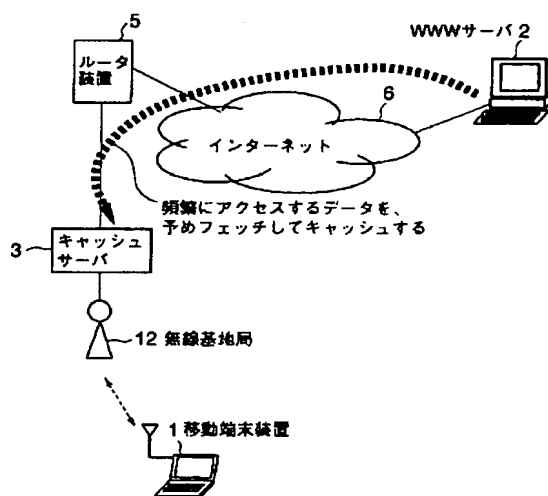 5
WWWサーバ 2
ルータ
装置
6
インターネット
頻繁にアクセスするデータを、
予めフェッチしてキャッシュする
3
キャッシュ
サーバ
12 無線基地局
1 移動端末装置